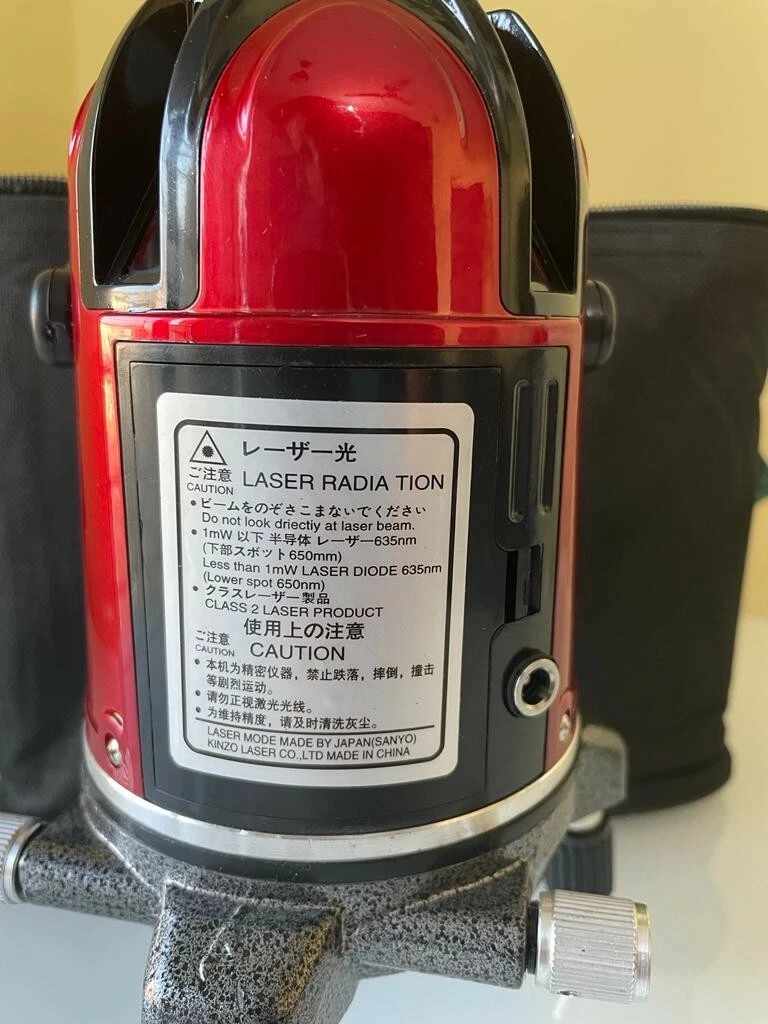 レーザー光
ご注意
CAUTION
LASER RADIA TION
• ビームをのぞさこまないでください
Do not look driectiy at laser beam.
• 1mW 以下 半导体 レーザー635nm
(下部スポット650mm)
Less than 1mW LASER DIODE 635nm
(Lower spot 650nm)
• クラスレーザー製品
CLASS 2 LASER PRODUCT
ご注意
CAUTION
使用上の注意
CAUTION
• 本机为精密仪器，禁止跌落，摔倒，撞击
等剧烈运动。
• 请勿正视激光光线。
• 为维持精度，请及时清洗灰尘。
LASER MODE MADE BY JAPAN(SANYO)
KINZO LASER CO.,LTD MADE IN CHINA